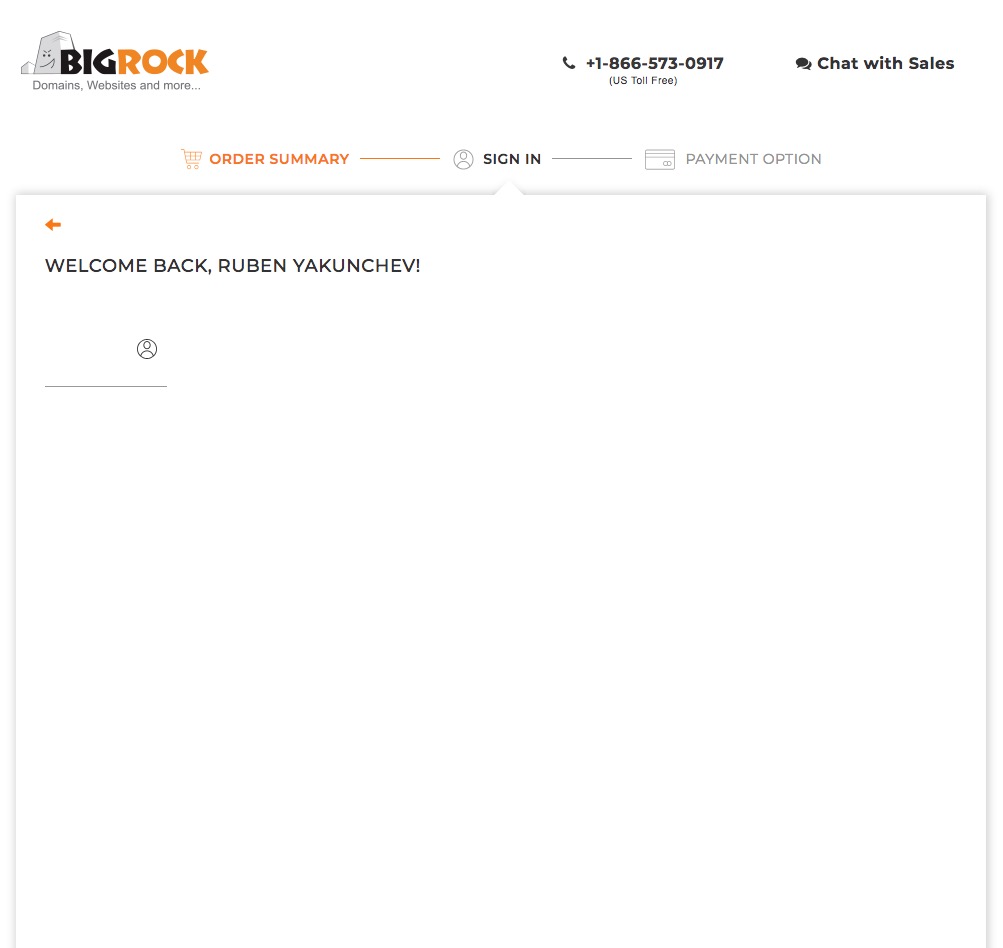 BIGROCK
Domains, Websites and more...
+1-866-573-0917
(US Toll Free)
Chat with Sales
ORDER SUMMARY
SIGN IN
PAYMENT OPTION
WELCOME BACK, RUBEN YAKUNCHEV!